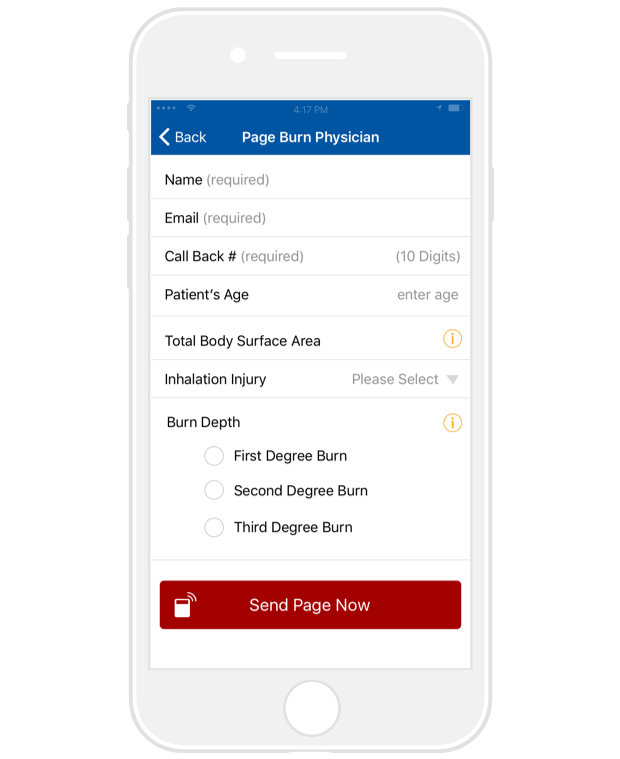 4:17 PM
Back Page Burn Physician
Name (required)
Email (required)
Call Back # (required) (10 Digits)
Patient's Age enter age
Total Body Surface Area
Inhalation Injury Please Select
Burn Depth
First Degree Burn
Second Degree Burn
Third Degree Burn
Send Page Now